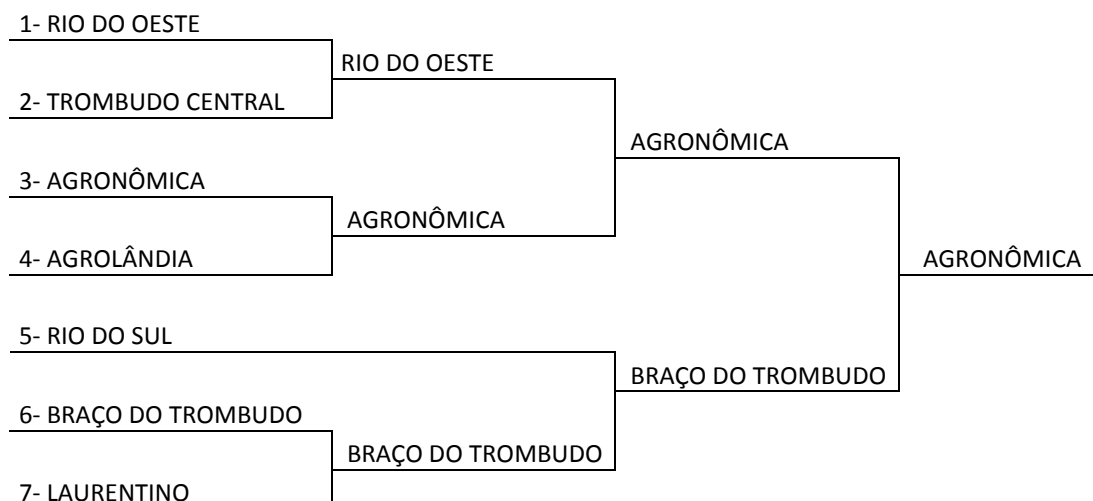 1- RIO DO OESTE
RIO DO OESTE
2- TROMBUDO CENTRAL
AGRONÔMICA
3- AGRONÔMICA
AGRONÔMICA
4- AGROLÂNDIA
AGRONÔMICA
5- RIO DO SUL
BRAÇO DO TROMBUDO
6- BRAÇO DO TROMBUDO
BRAÇO DO TROMBUDO
7- LAURENTINO